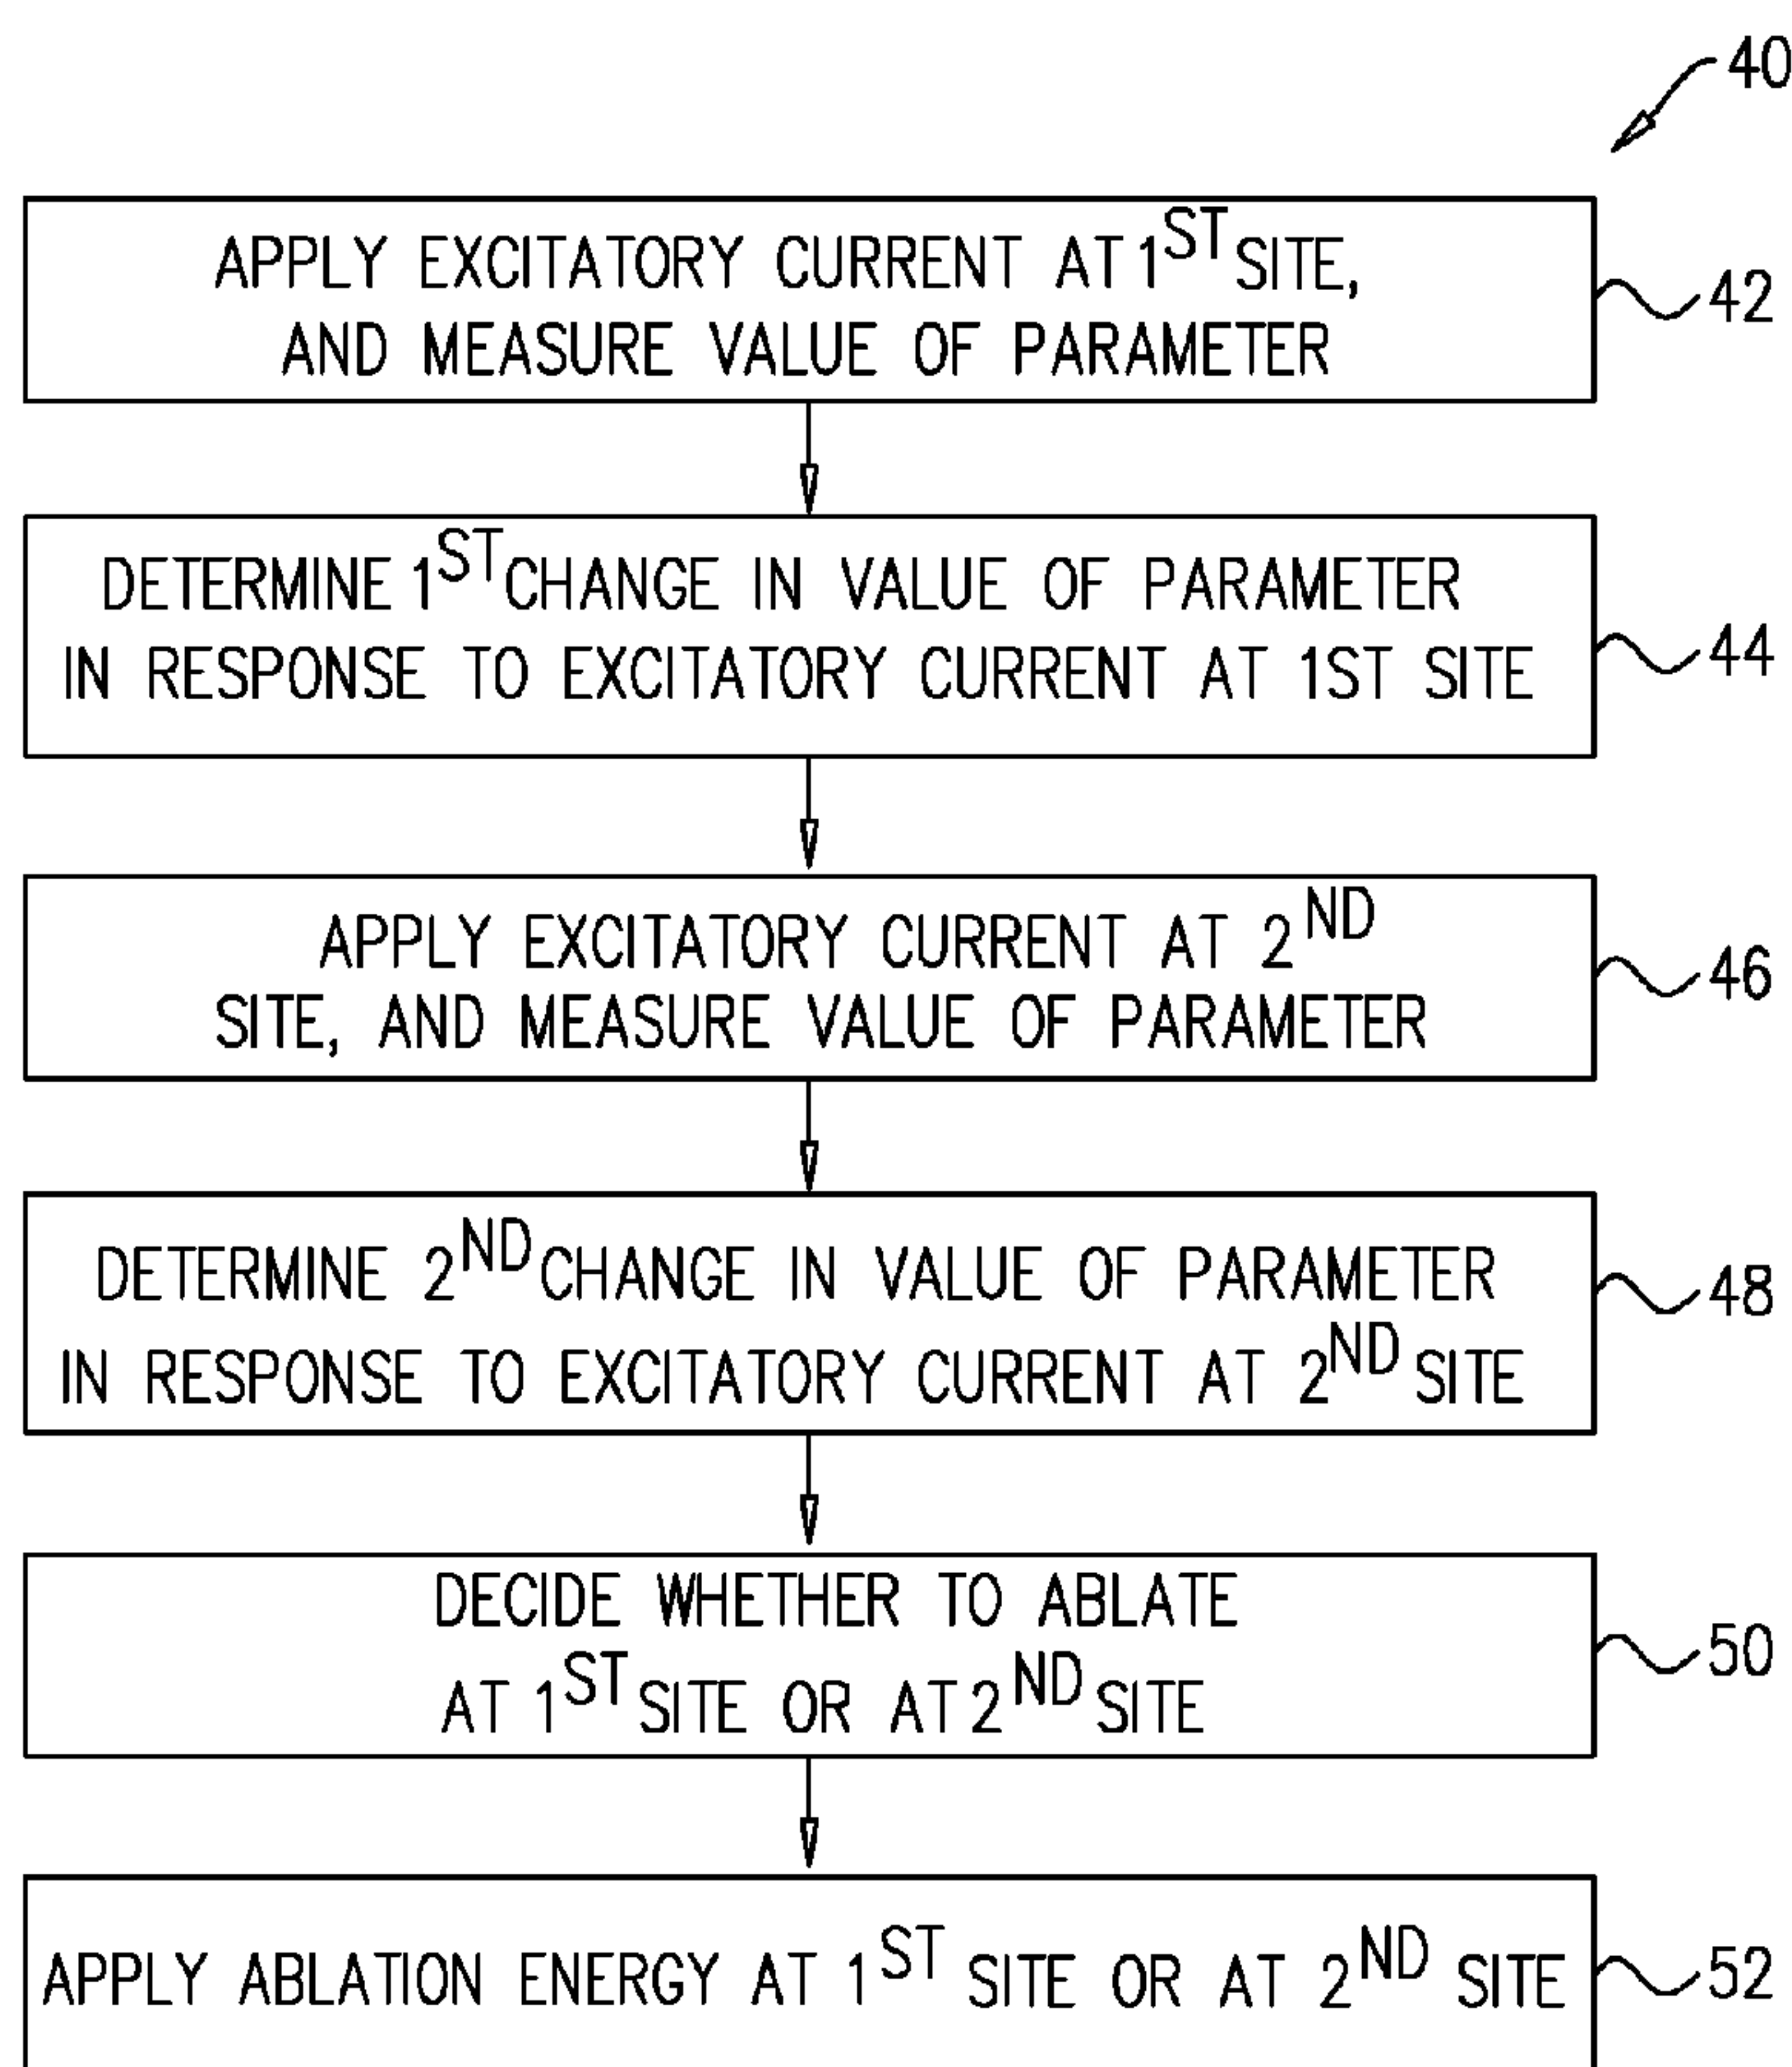 40
APPLY EXCITATORY CURRENT AT 1ST SITE,
AND MEASURE VALUE OF PARAMETER
42
DETERMINE 1ST CHANGE IN VALUE OF PARAMETER
IN RESPONSE TO EXCITATORY CURRENT AT 1ST SITE
44
APPLY EXCITATORY CURRENT AT 2ND
SITE, AND MEASURE VALUE OF PARAMETER
46
DETERMINE 2ND CHANGE IN VALUE OF PARAMETER
IN RESPONSE TO EXCITATORY CURRENT AT 2ND SITE
48
DECIDE WHETHER TO ABLATE
AT 1ST SITE OR AT 2ND SITE
50
APPLY ABLATION ENERGY AT 1ST SITE OR AT 2ND SITE
52